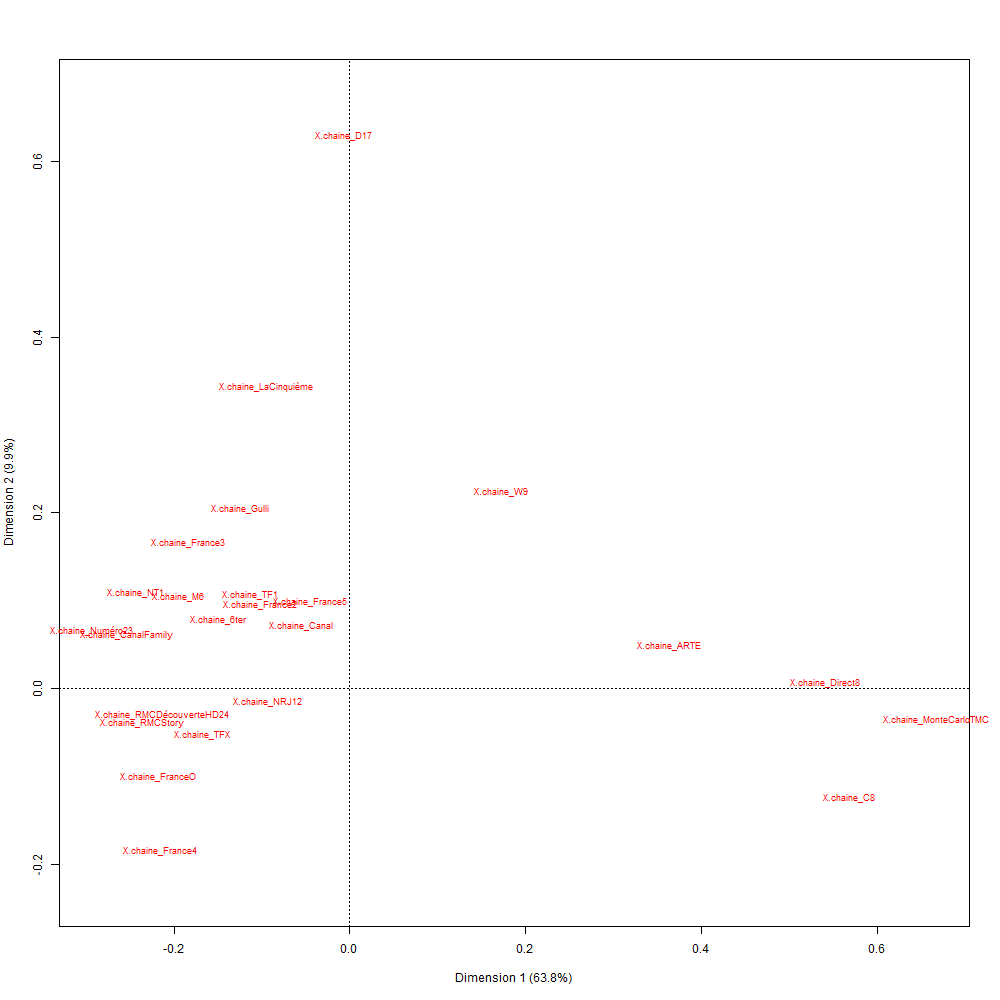 X.chaine_D17
0.6
0.4
X.chaine_LaCinquième
X.chaine_W9
0.2
X.chaine_Gulli
X.chaine_France3
X.chaine_NT1
X.chaine_M6
X.chaine_TF1
X.chaine_France2
X.chaine_France5
X.chaine_6ter
X.chaine_Canal
X.chaine_Numéro23
X.chaine_CanalFamily
X.chaine_ARTE
X.chaine_Direct8
0.0
X.chaine_NRJ12
X.chaine_RMCDécouverteHD24
X.chaine_RMCStory
X.chaine_MonteCarloTMC
X.chaine_TFX
X.chaine_FranceO
X.chaine_C8
X.chaine_France4
-0.2
Dimension 2 (9.9%)
-0.2 0.0 0.2 0.4 0.6
Dimension 1 (63.8%)